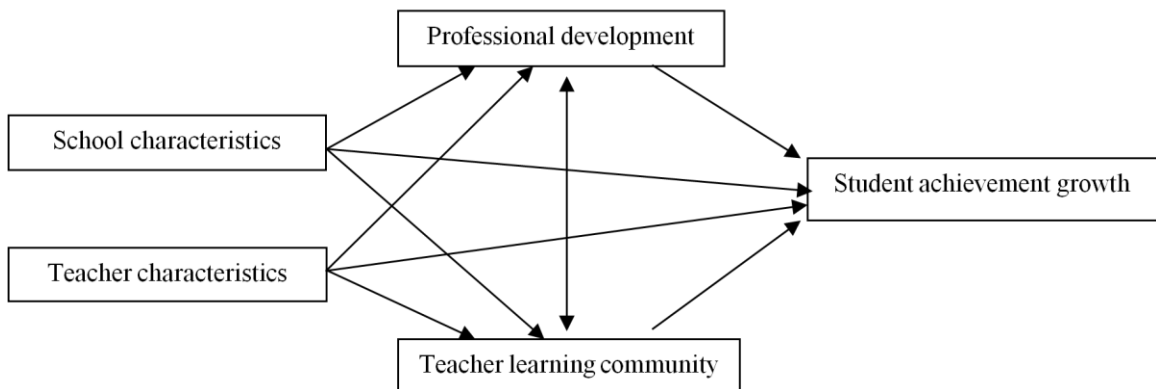 Professional development
School characteristics
Student achievement growth
Teacher characteristics
Teacher learning community